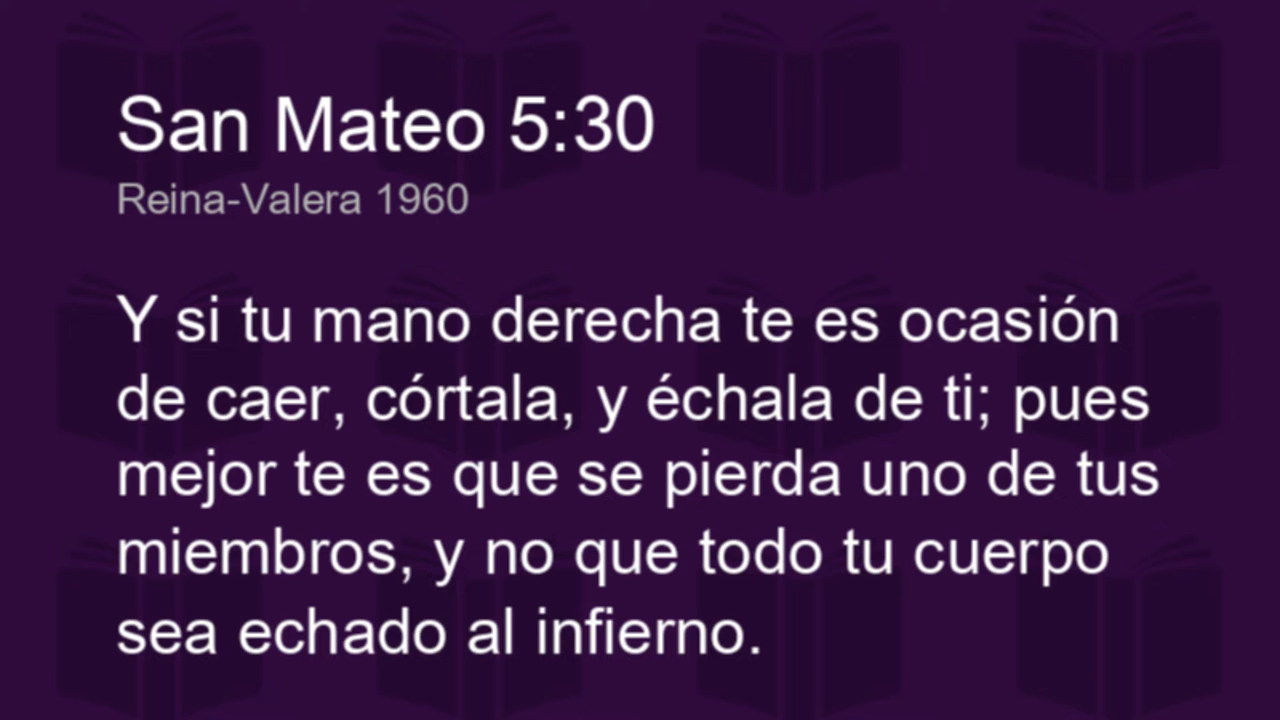 San Mateo 5:30
Reina-Valera 1960
Y si tu mano derecha te es ocasión
de caer, córtala, y échala de ti; pues
mejor te es que se pierda uno de tus
miembros, y no que todo tu cuerpo
sea echado al infierno.